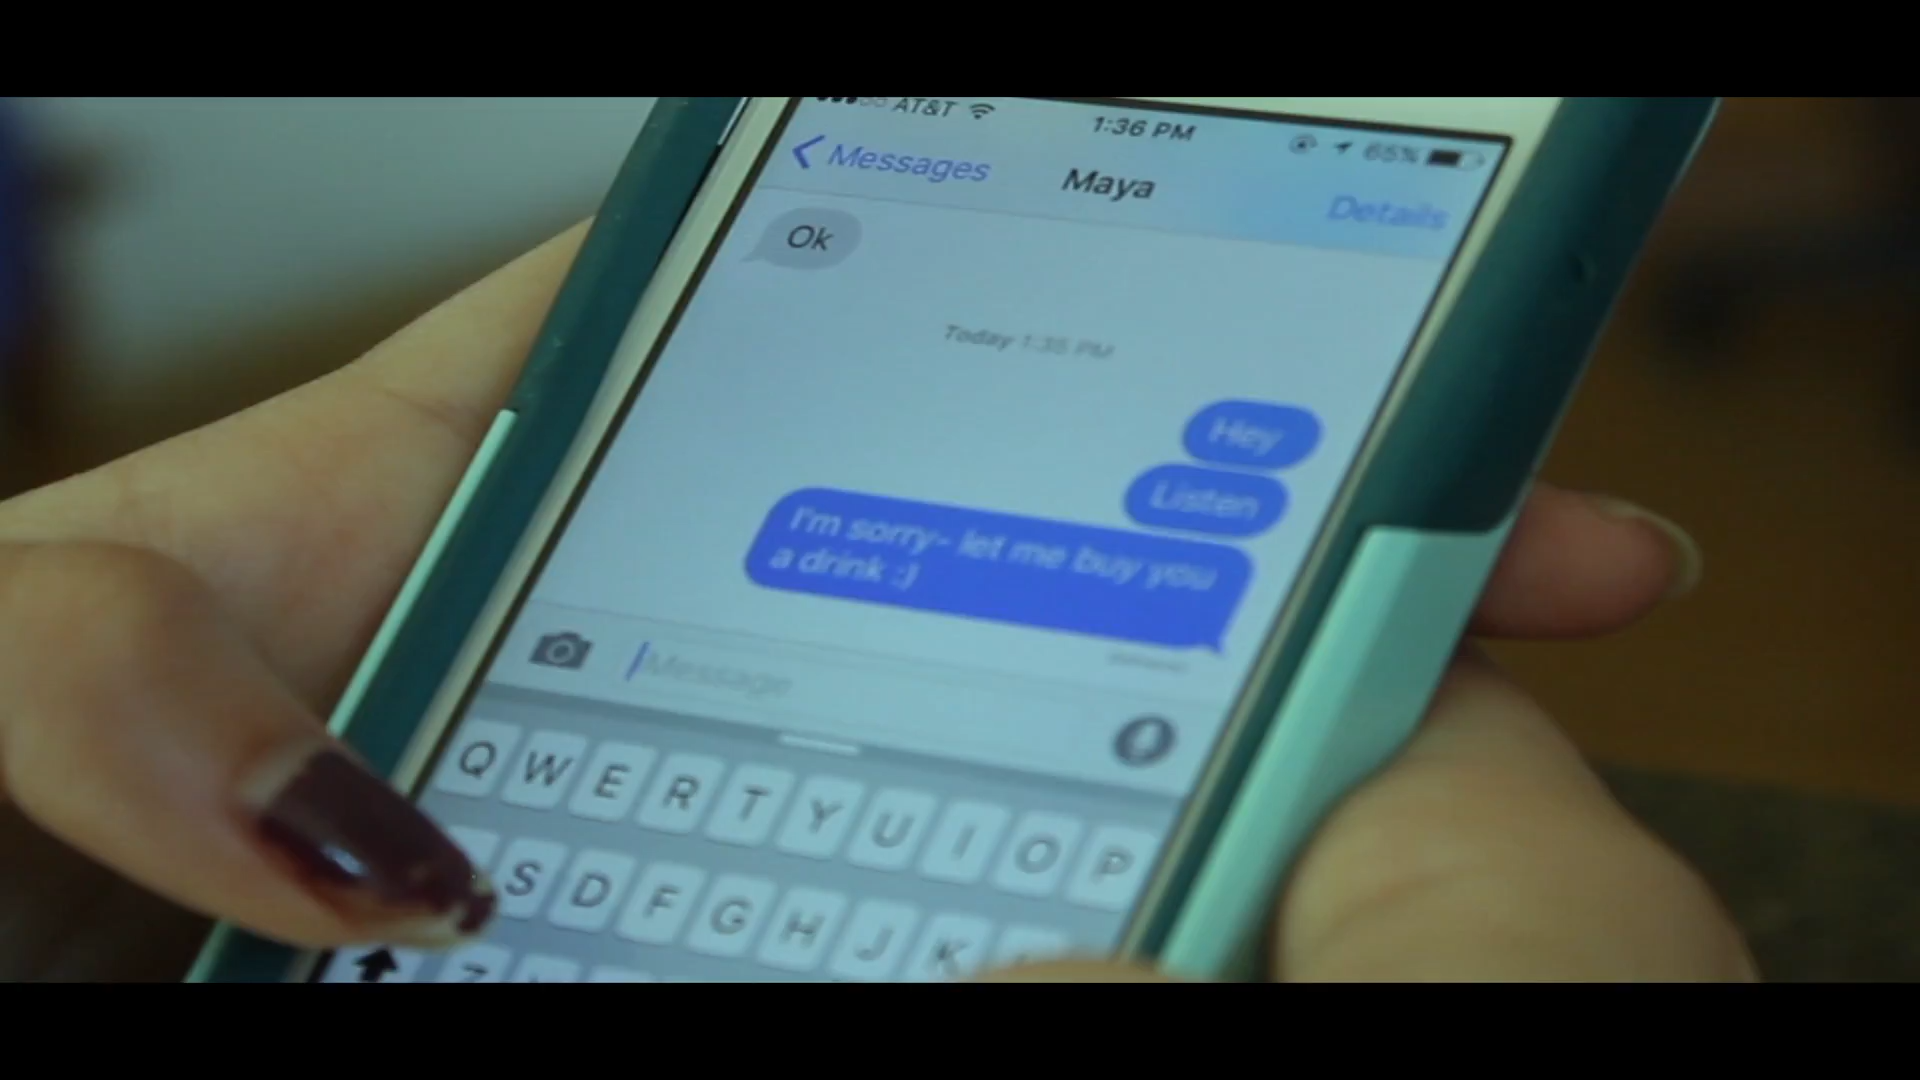 AT&T 1:36 PM 65%
Messages Maya Details
Ok
Today 1:35 PM
Hey
Listen
I'm sorry- let me buy you
a drink :)
Message
Q W E R T Y U I O P
S D F G H J K
Z